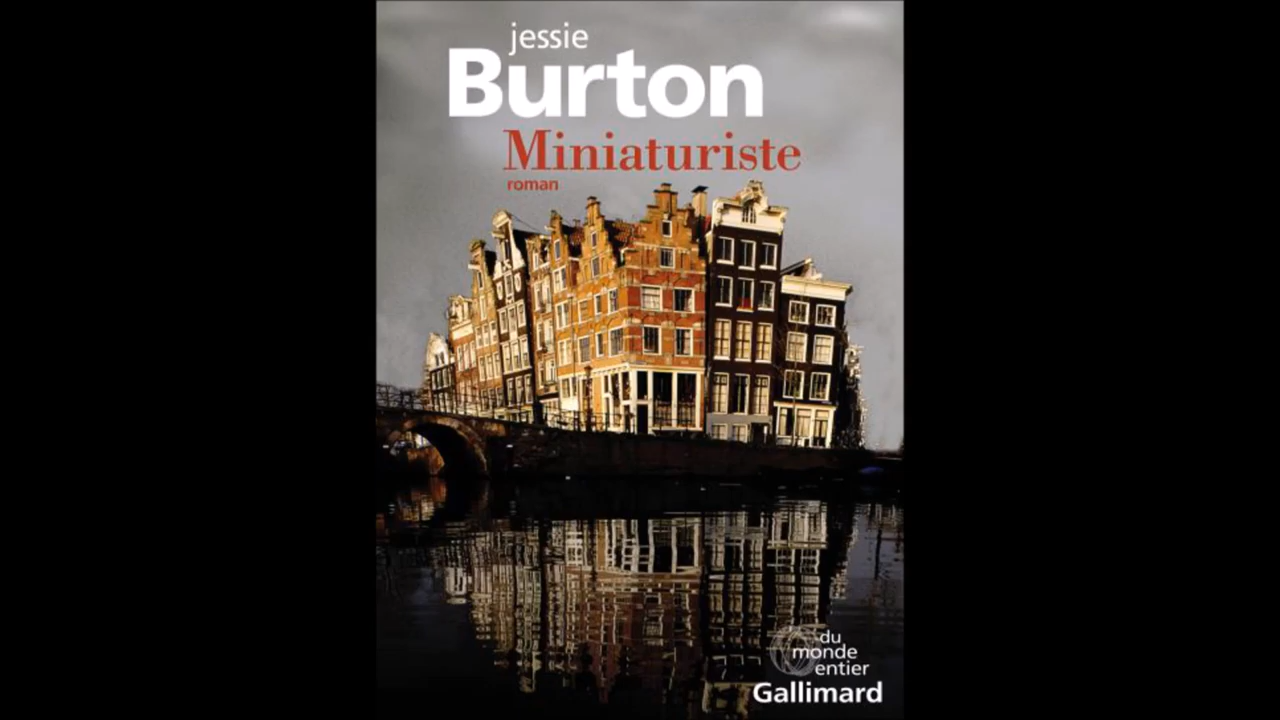 jessie
Burton
Miniaturiste
roman
du
monde
entier
Gallimard